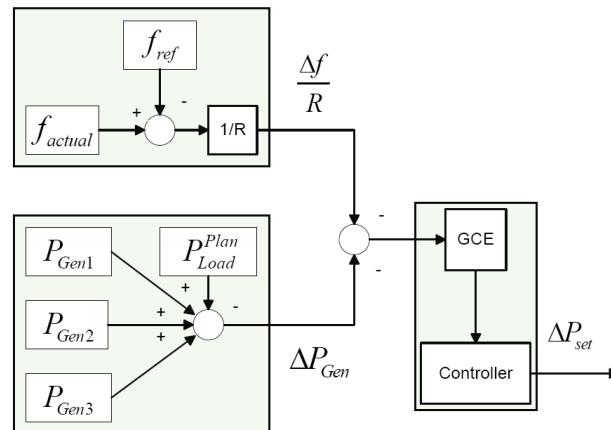 f_ref
+
-
f_actual
1/R
Δf
R
P_Gen1
P_Load^Plan
+
-
+
+
P_Gen2
P_Gen3
ΔP_Gen
-
-
GCE
Controller
ΔP_set